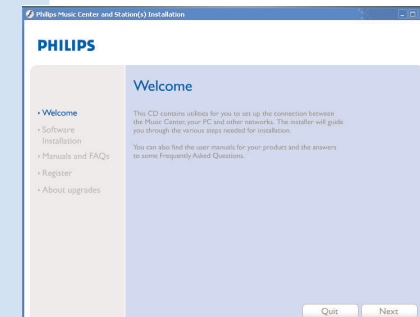 Philips Music Center and Station(s) Installation
PHILIPS
Welcome
• Welcome
• Software
Installation
• Manuals and FAQs
• Register
• About upgrades
This CD contains utilities for you to set up the connection between
the Music Center, your PC and other networks. The installer will guide
you through the various steps needed for installation.
You can also find the user manuals for your product and the answers
to some Frequently Asked Questions.
Quit
Next